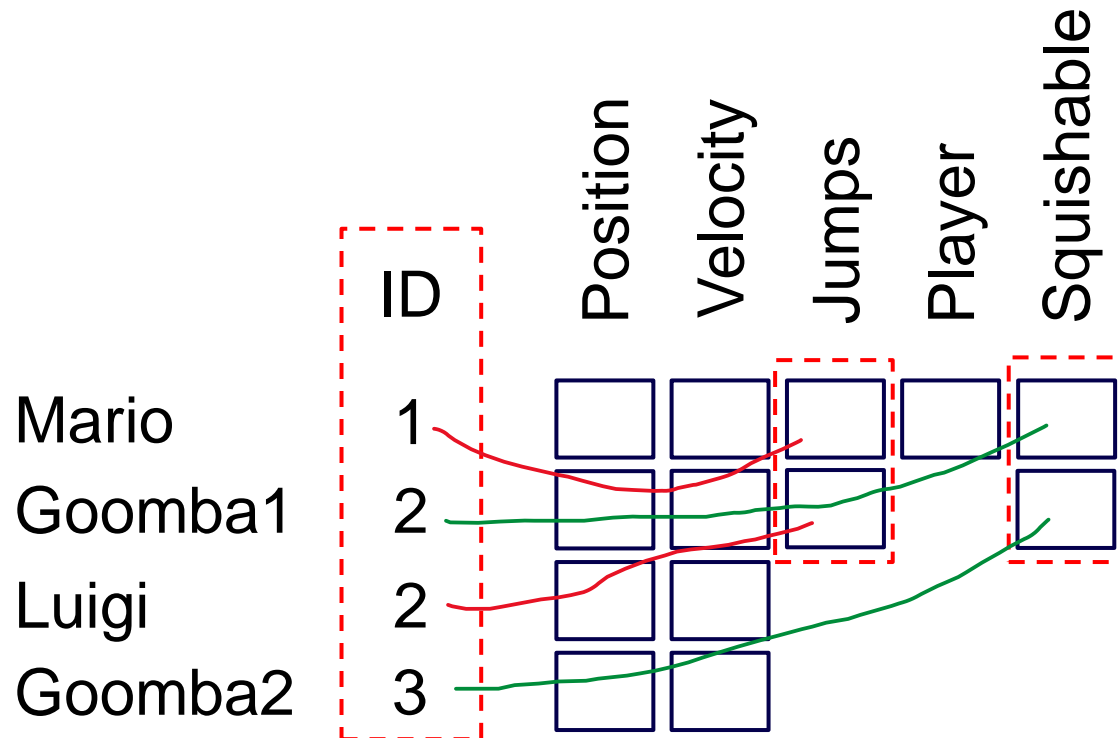 Position
Velocity
Jumps
Player
Squishable
ID
Mario 1
Goomba1 2
Luigi 2
Goomba2 3